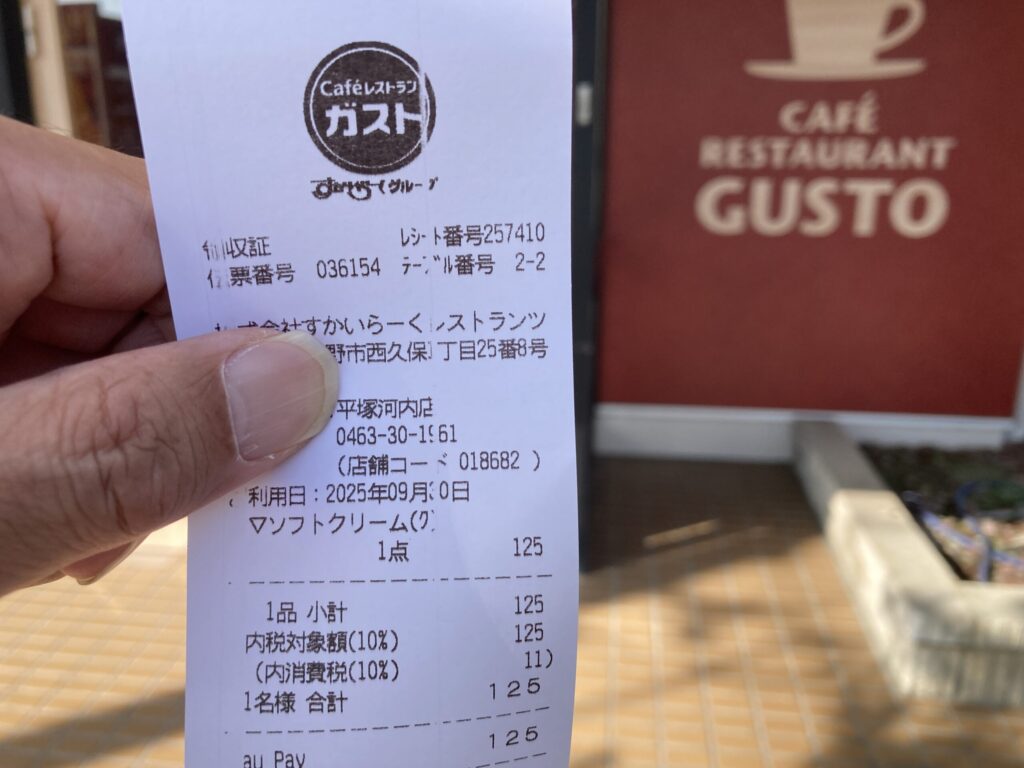 Caféレストラン
ガスト
すかいらーくグループ
領収証 レシート番号257410
伝票番号 036154 テーブル番号 2-2
式会社すかいらーくレストランツ
野市西久保1丁目25番8号
平塚河内店
0463-30-1961
(店舗コード 018682 )
利用日:2025年09月30日
▽ソフトクリーム(ク)
1点 125
1品 小計 125
内税対象額(10%) 125
(内消費税(10%) 11)
1名様 合計 125
au Pay 125
CAFÉ
RESTAURANT
GUSTO